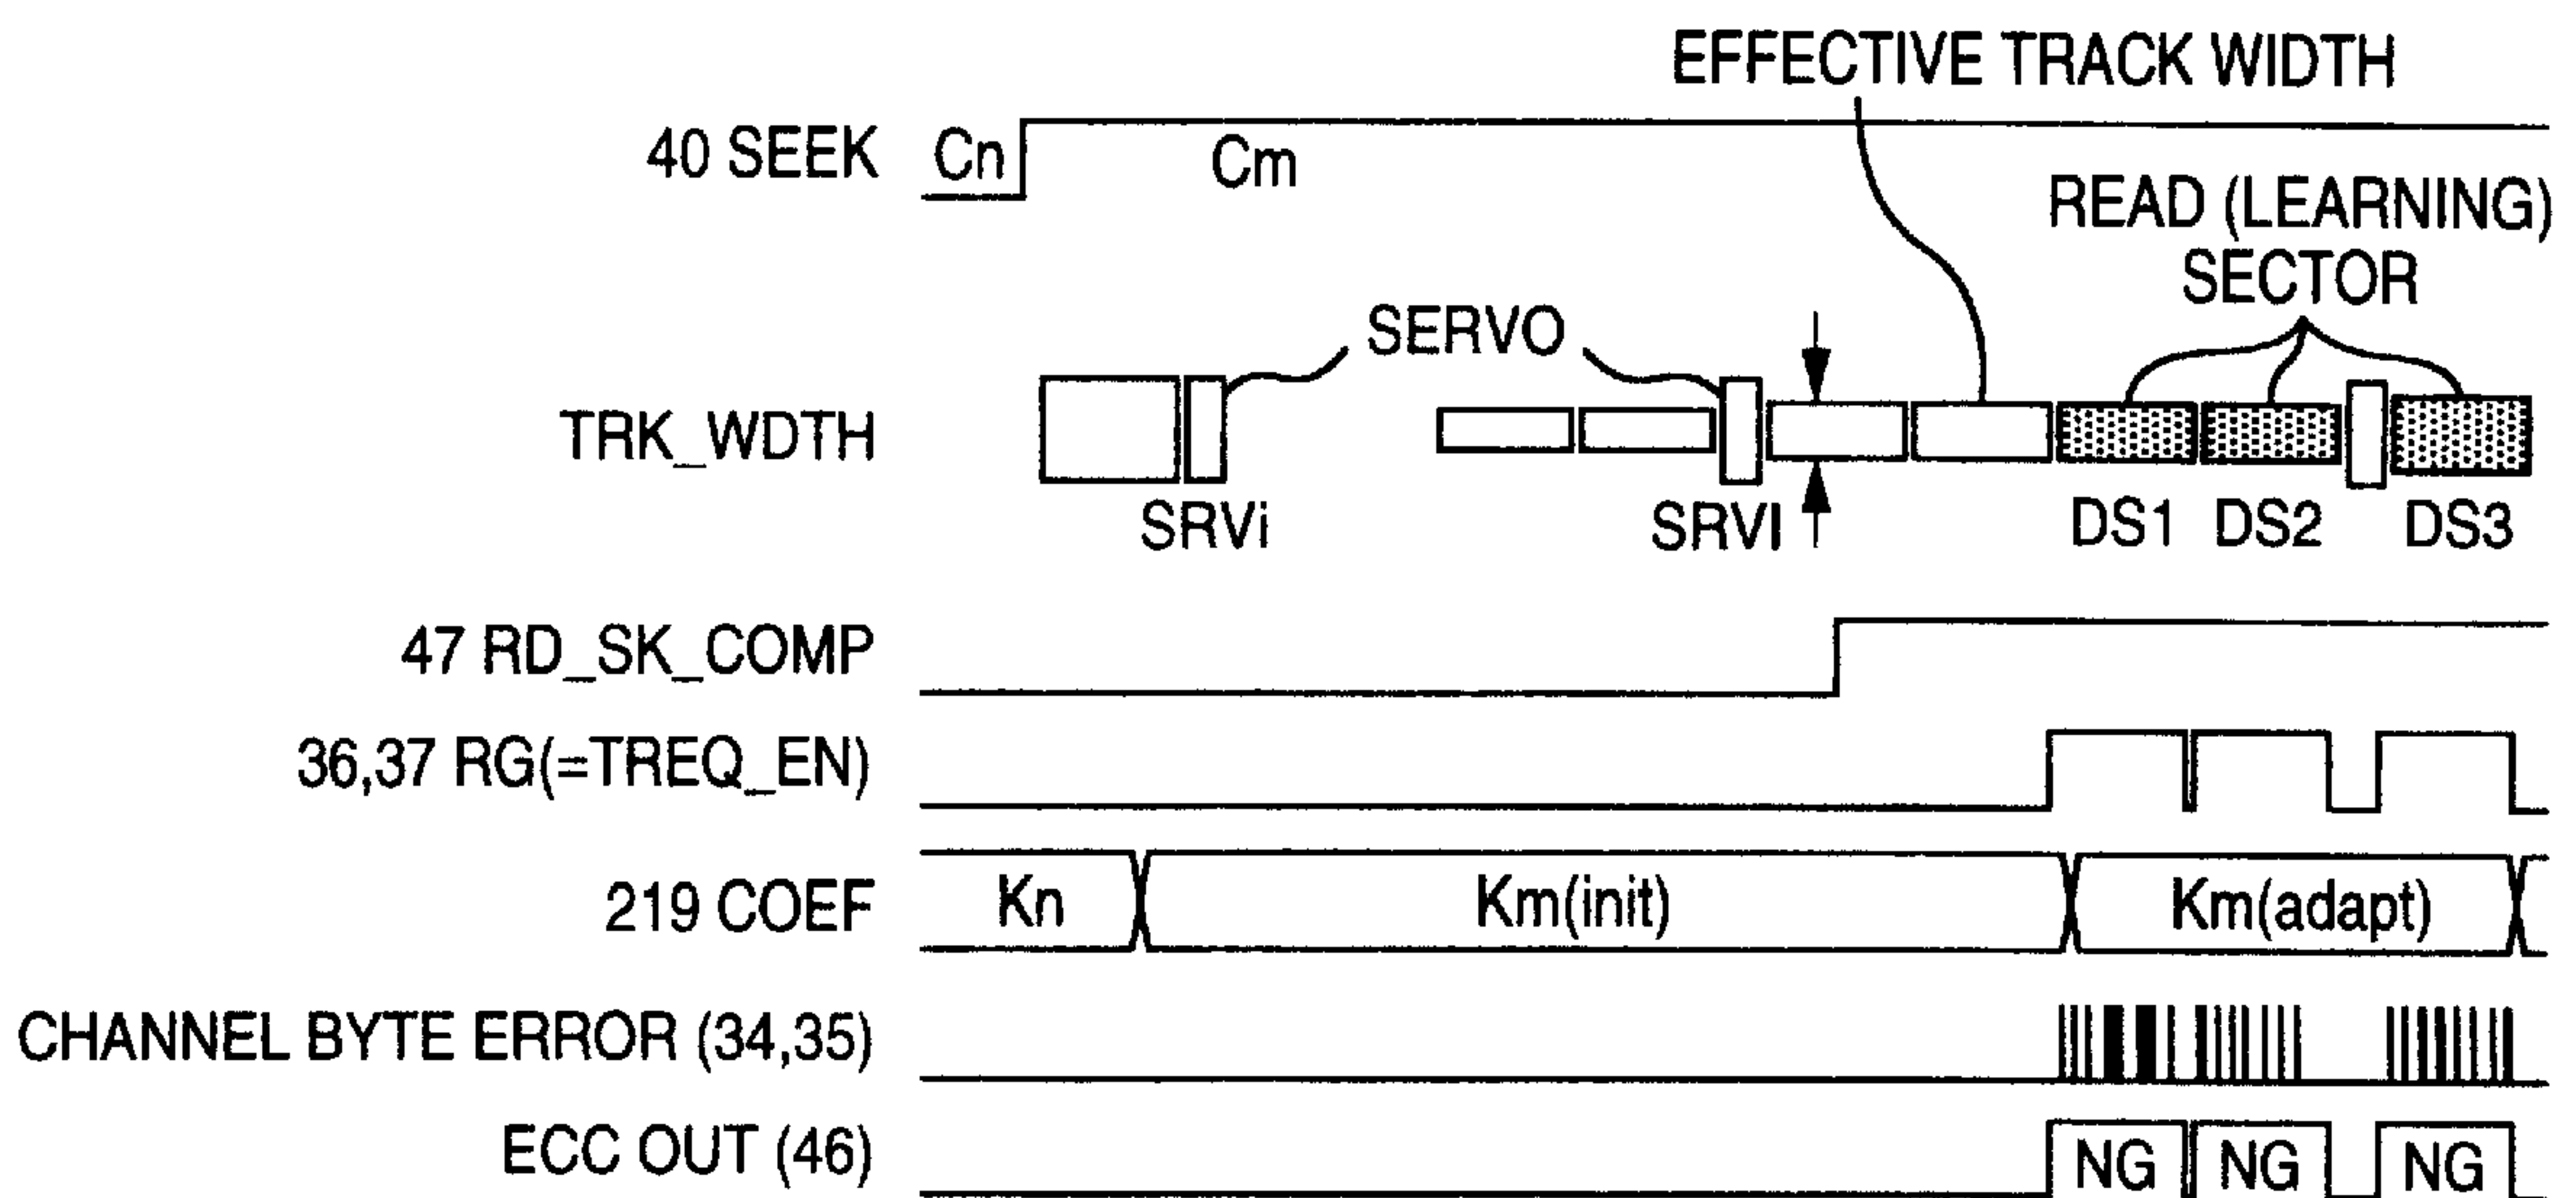 EFFECTIVE TRACK WIDTH
40 SEEK Cn Cm
READ (LEARNING)
SECTOR
SERVO
TRK_WDTH
SRVi SRVI DS1 DS2 DS3
47 RD_SK_COMP
36,37 RG(=TREQ_EN)
219 COEF Kn Km(init) Km(adapt)
CHANNEL BYTE ERROR (34,35)
ECC OUT (46) NG NG NG